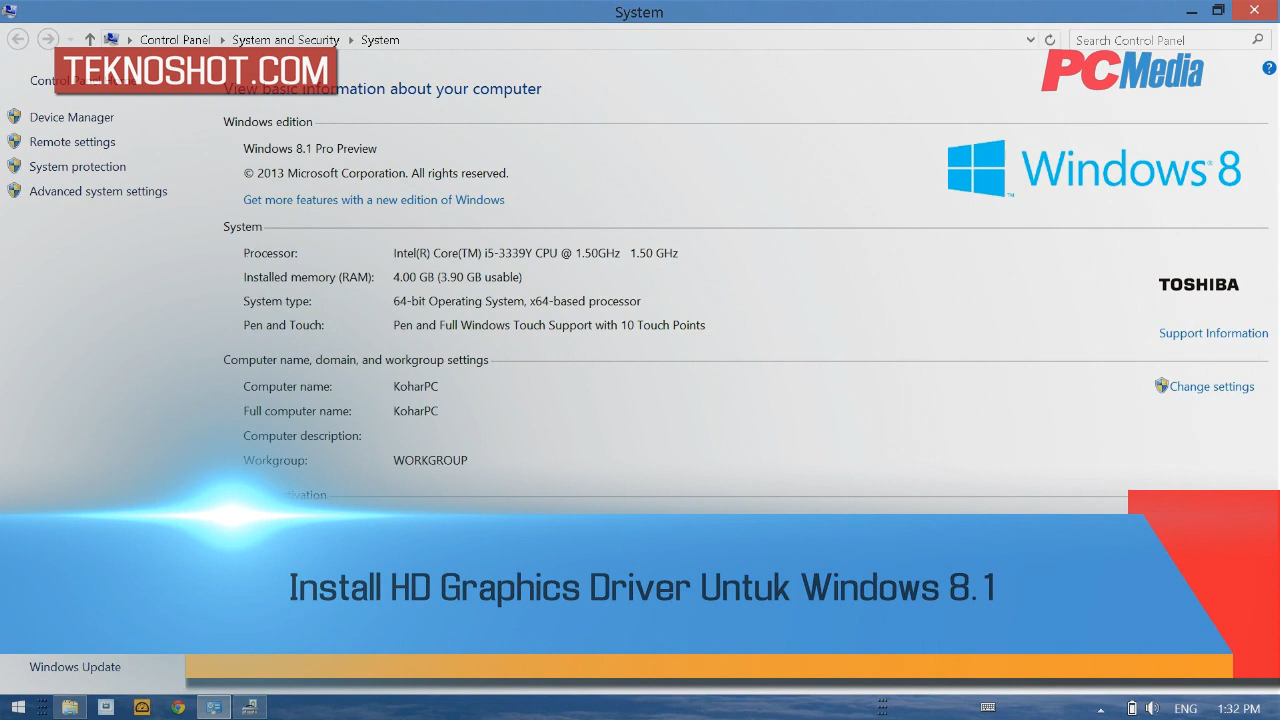 System
Control Panel System and Security System
Search Control Panel
TEKNOSHOT.COM
PCMedia
View basic information about your computer
Device Manager
Remote settings
System protection
Advanced system settings
Windows edition
Windows 8.1 Pro Preview
© 2013 Microsoft Corporation. All rights reserved.
Get more features with a new edition of Windows
Windows® 8™
System
Processor: Intel(R) Core(TM) i5-3339Y CPU @ 1.50GHz 1.50 GHz
Installed memory (RAM): 4.00 GB (3.90 GB usable)
System type: 64-bit Operating System, x64-based processor
Pen and Touch: Pen and Full Windows Touch Support with 10 Touch Points
TOSHIBA
Support Information
Computer name, domain, and workgroup settings
Computer name: KoharPC
Change settings
Full computer name: KoharPC
Computer description:
Workgroup: WORKGROUP
Install HD Graphics Driver Untuk Windows 8.1
Windows Update
ENG 1:32 PM